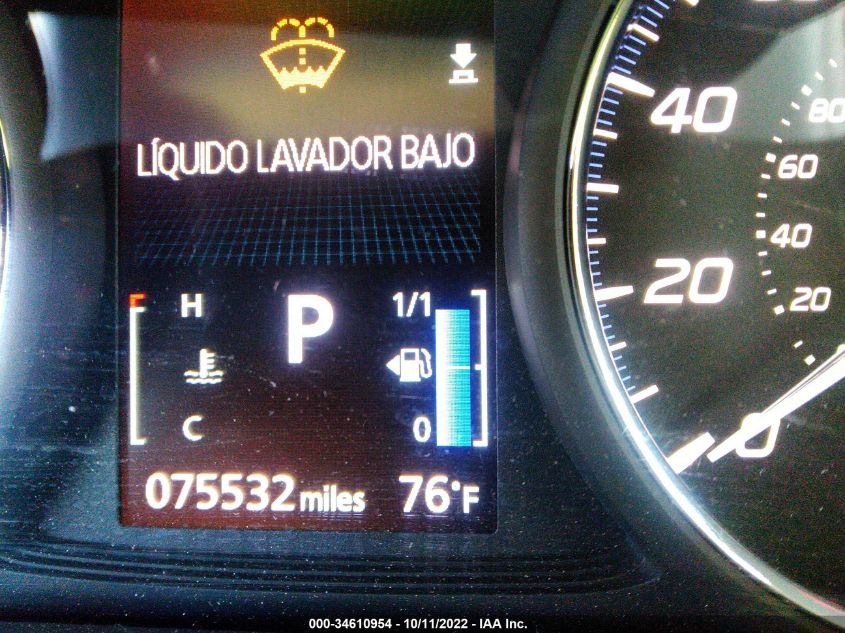 LÍQUIDO LAVADOR BAJO
H
P
1/1
C
0
075532 miles
76°F
40
20
0
80
60
40
20
000-34610954 - 10/11/2022 - IAA Inc.